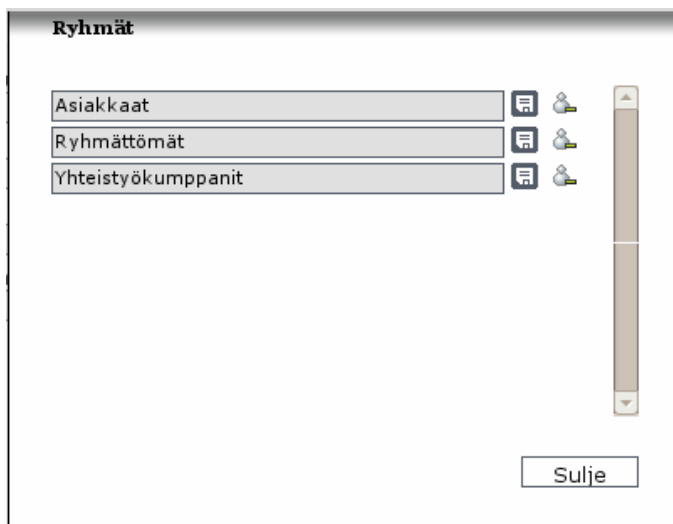 Ryhmät
Asiakkaat
Ryhmättömät
Yhteistyökumppanit
Sulje